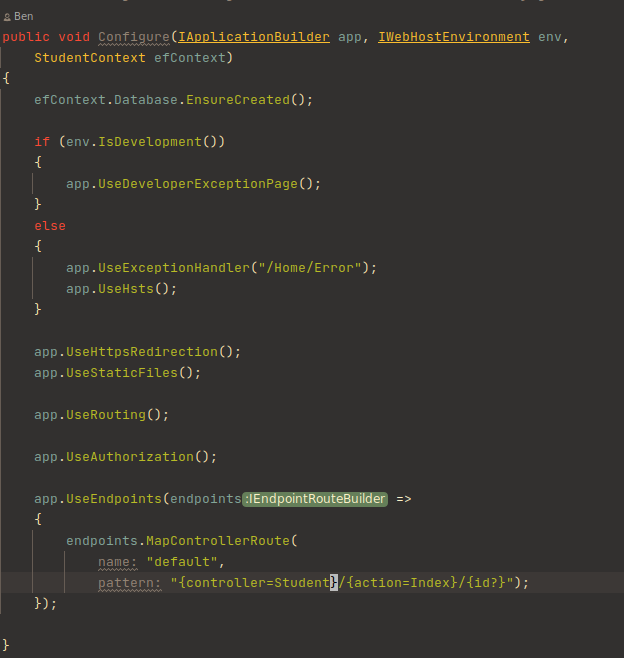 Ben
public void Configure(IApplicationBuilder app, IWebHostEnvironment env,
StudentContext efContext)
{
efContext.Database.EnsureCreated();
if (env.IsDevelopment())
{
app.UseDeveloperExceptionPage();
}
else
{
app.UseExceptionHandler("/Home/Error");
app.UseHsts();
}
app.UseHttpsRedirection();
app.UseStaticFiles();
app.UseRouting();
app.UseAuthorization();
app.UseEndpoints(endpoints:IEndpointRouteBuilder =>
{
endpoints.MapControllerRoute(
name: "default",
pattern: "{controller=Student}/{action=Index}/{id?}");
});
}